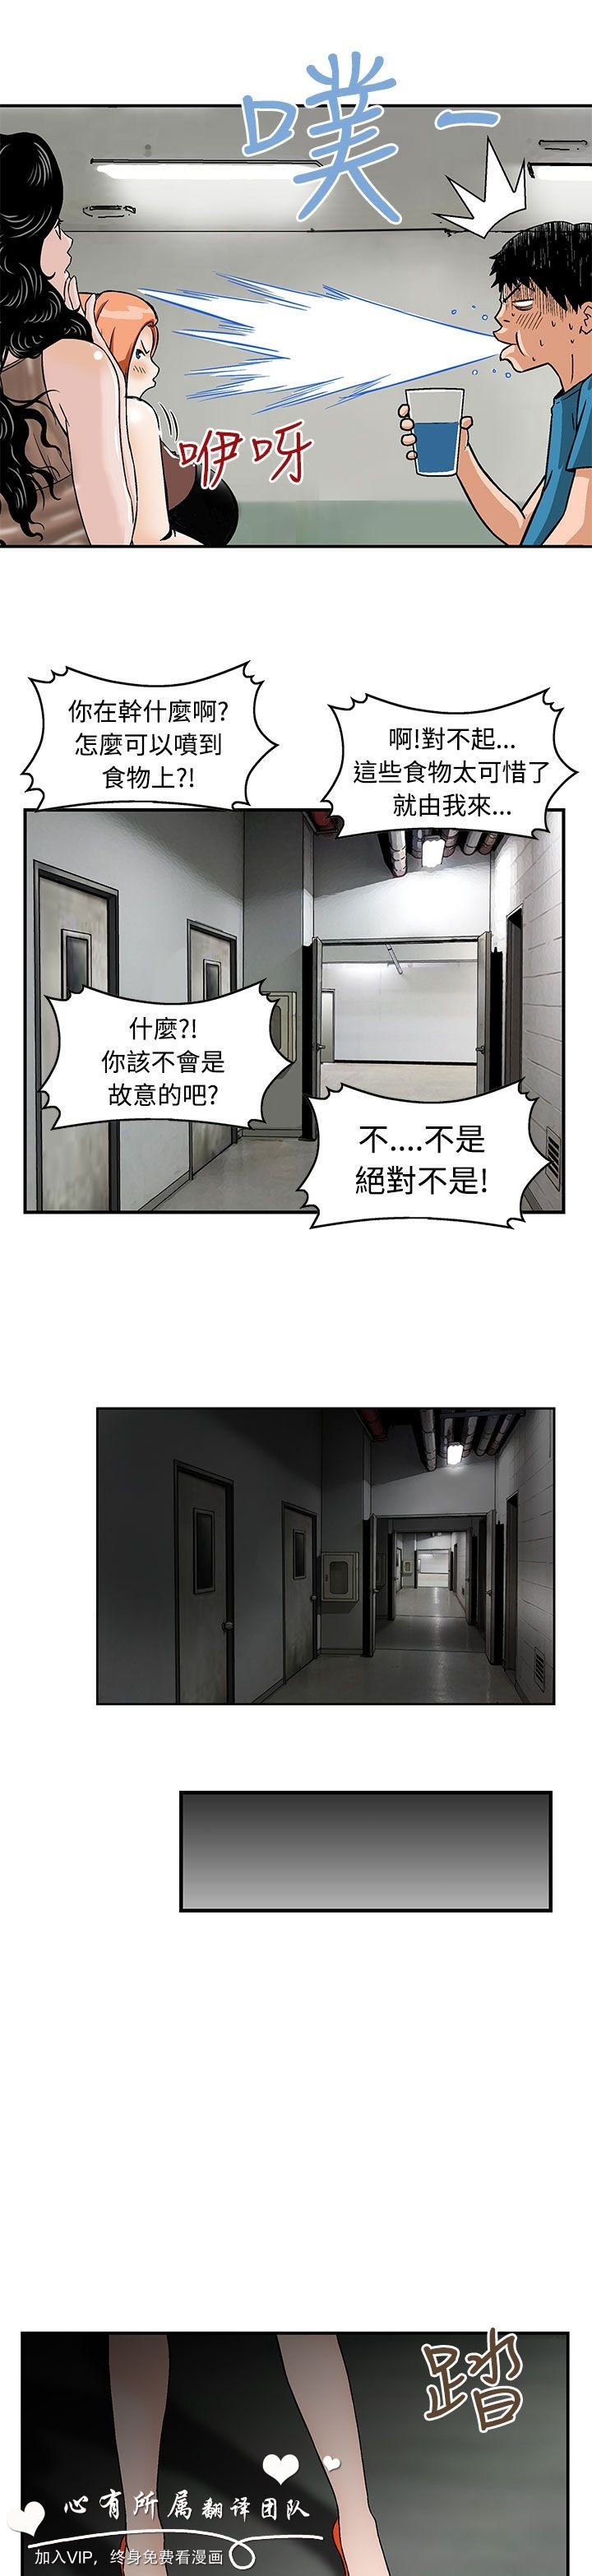 噗一
咿呀
你在幹什麼啊?
怎麼可以噴到
食物上?!
啊!對不起...
這些食物太可惜了
就由我來...
什麼?!
你該不會是
故意的吧?
不....不是
絕對不是!
踏
心有所属翻译团队
加入VIP，终身免费看漫画